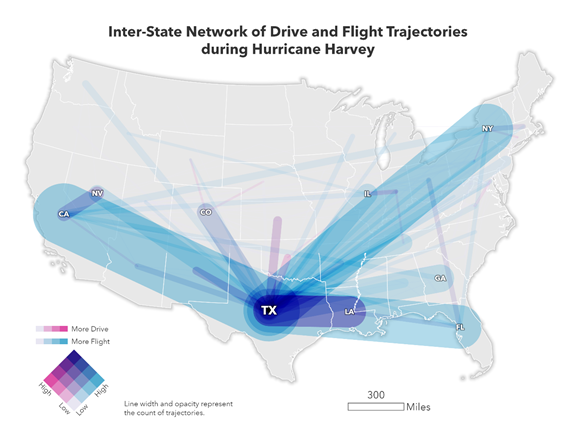 Inter-State Network of Drive and Flight Trajectories
during Hurricane Harvey
NY
NV
IL
CA
CO
GA
TX
LA
FL
More Drive
More Flight
High
Low
Low
High
Line width and opacity represent
the count of trajectories.
300
Miles